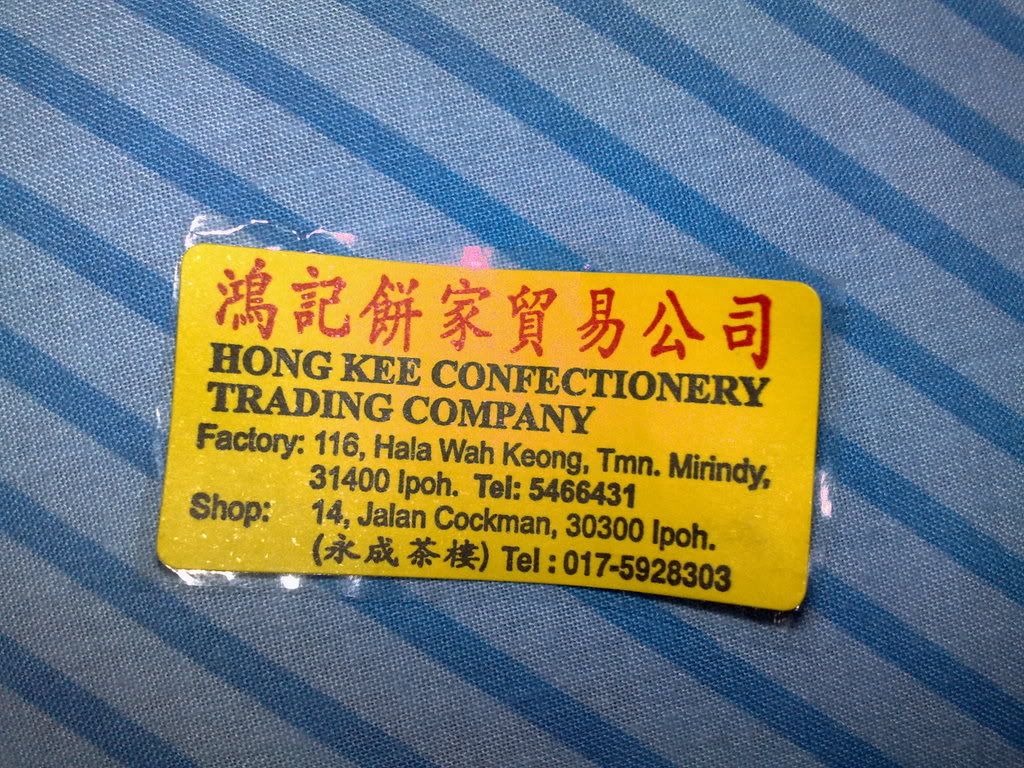 鴻記餅家貿易公司
HONG KEE CONFECTIONERY
TRADING COMPANY
Factory: 116, Hala Wah Keong, Tmn. Mirindy,
31400 Ipoh. Tel: 5466431
Shop: 14, Jalan Cockman, 30300 Ipoh.
(永成茶樓) Tel : 017-5928303